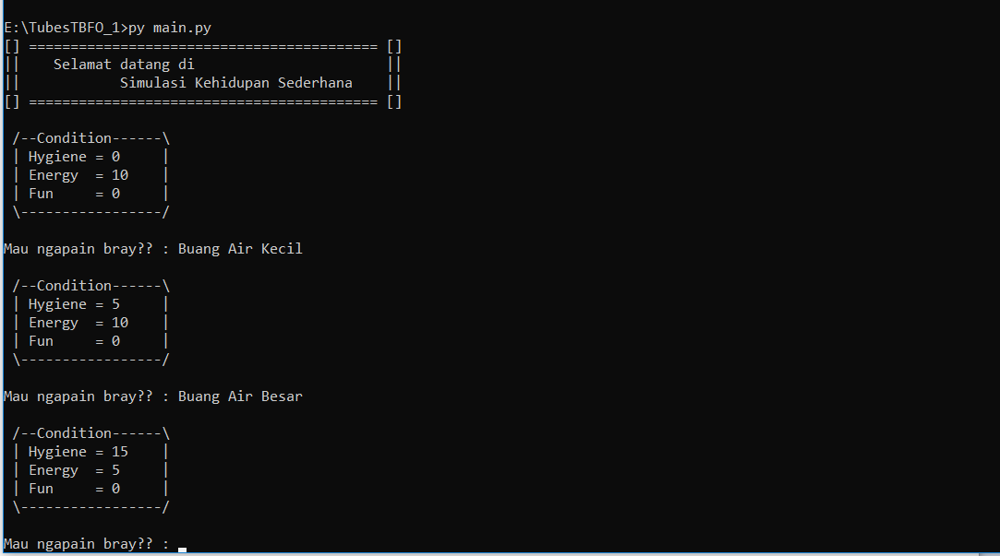 E:\TubesTBFO_1>py main.py
[] ========================================== []
||    Selamat datang di                       ||
||            Simulasi Kehidupan Sederhana    ||
[] ========================================== []
 /--Condition------\
 | Hygiene = 0     |
 | Energy  = 10    |
 | Fun     = 0     |
 \-----------------/
Mau ngapain bray?? : Buang Air Kecil
 /--Condition------\
 | Hygiene = 5     |
 | Energy  = 10    |
 | Fun     = 0     |
 \-----------------/
Mau ngapain bray?? : Buang Air Besar
 /--Condition------\
 | Hygiene = 15    |
 | Energy  = 5     |
 | Fun     = 0     |
 \-----------------/
Mau ngapain bray?? :